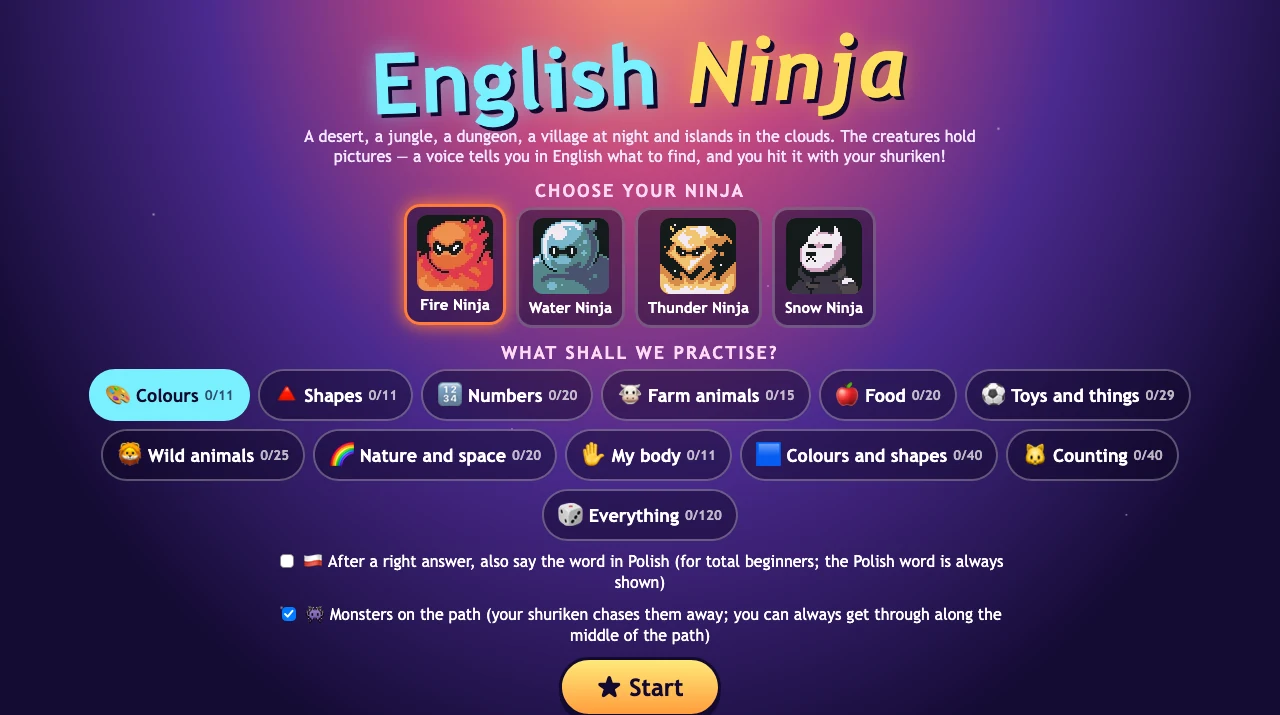 English Ninja
A desert, a jungle, a dungeon, a village at night and islands in the clouds. The creatures hold
pictures — a voice tells you in English what to find, and you hit it with your shuriken!
CHOOSE YOUR NINJA
Fire Ninja
Water Ninja
Thunder Ninja
Snow Ninja
WHAT SHALL WE PRACTISE?
Colours 0/11
Shapes 0/11
Numbers 0/20
Farm animals 0/15
Food 0/20
Toys and things 0/29
Wild animals 0/25
Nature and space 0/20
My body 0/11
Colours and shapes 0/40
Counting 0/40
Everything 0/120
After a right answer, also say the word in Polish (for total beginners; the Polish word is always
shown)
Monsters on the path (your shuriken chases them away; you can always get through along the
middle of the path)
Start